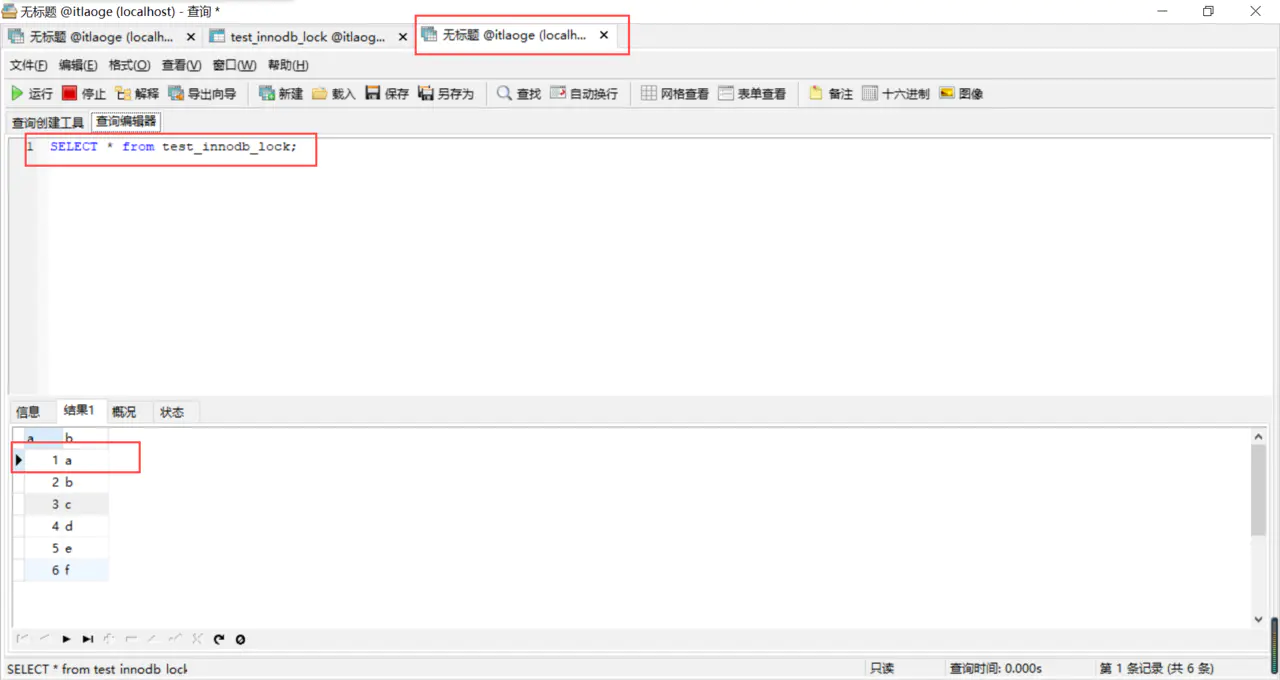 无标题 @itlaoge (localhost) - 查询 *
无标题 @itlaoge (localh... test_innodb_lock @itlaog... 无标题 @itlaoge (localh...
文件(F) 编辑(E) 格式(O) 查看(V) 窗口(W) 帮助(H)
运行 停止 解释 导出向导 新建 载入 保存 另存为 查找 自动换行 网格查看 表单查看 备注 十六进制 图像
查询创建工具 查询编辑器
1 SELECT * from test_innodb_lock;
信息 结果1 概况 状态
a b
1 a
2 b
3 c
4 d
5 e
6 f
SELECT * from test_innodb_lock 只读 查询时间: 0.000s 第 1 条记录 (共 6 条)